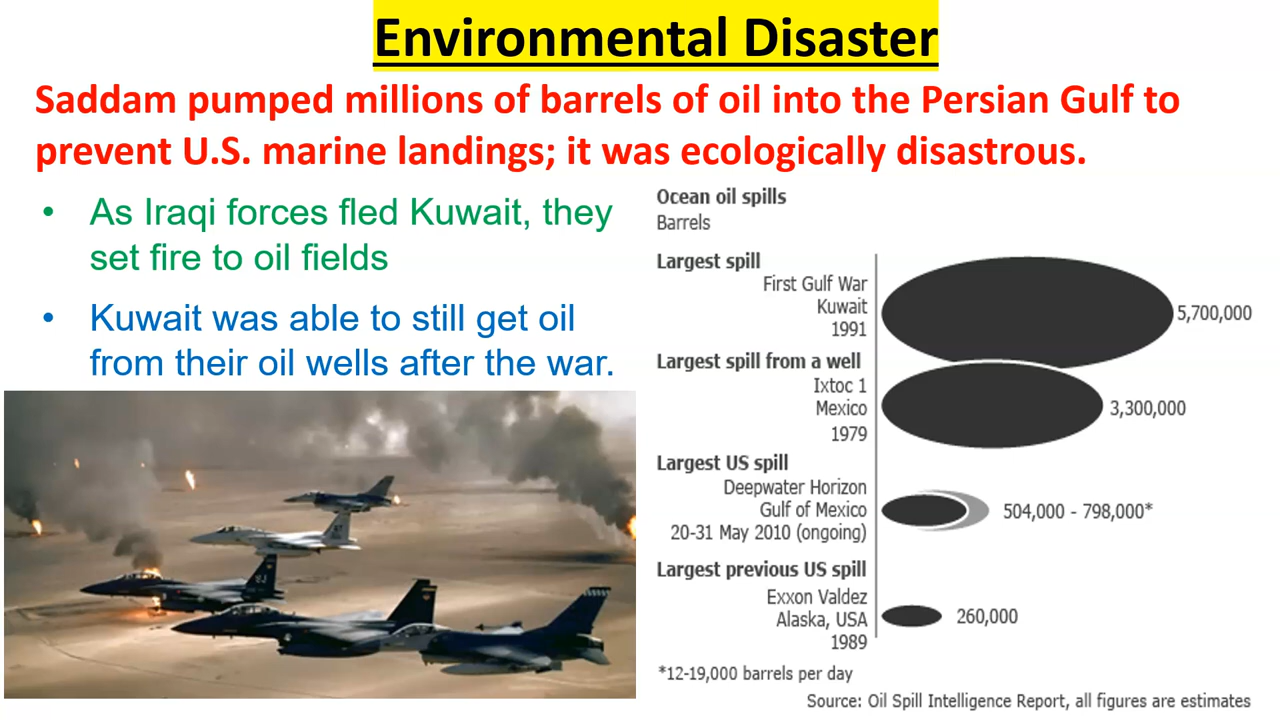 Environmental Disaster
Saddam pumped millions of barrels of oil into the Persian Gulf to
prevent U.S. marine landings; it was ecologically disastrous.
• As Iraqi forces fled Kuwait, they
set fire to oil fields
• Kuwait was able to still get oil
from their oil wells after the war.
Ocean oil spills
Barrels
Largest spill
First Gulf War
Kuwait
1991
5,700,000
Largest spill from a well
Ixtoc 1
Mexico
1979
3,300,000
Largest US spill
Deepwater Horizon
Gulf of Mexico
20-31 May 2010 (ongoing)
504,000 - 798,000*
Largest previous US spill
Exxon Valdez
Alaska, USA
1989
260,000
*12-19,000 barrels per day
Source: Oil Spill Intelligence Report, all figures are estimates